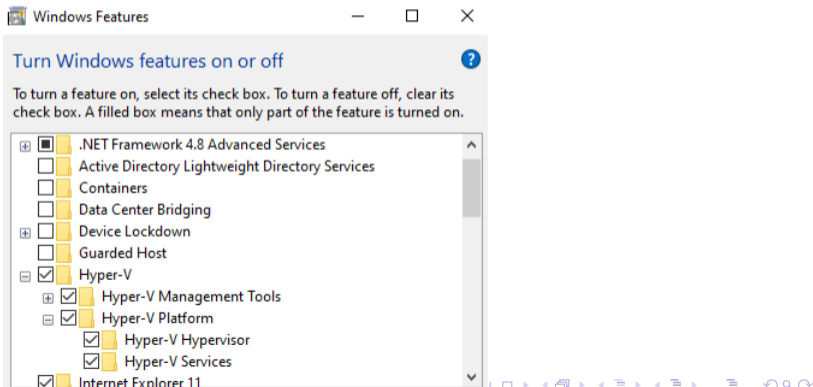 Windows Features
Turn Windows features on or off
To turn a feature on, select its check box. To turn a feature off, clear its
check box. A filled box means that only part of the feature is turned on.
.NET Framework 4.8 Advanced Services
Active Directory Lightweight Directory Services
Containers
Data Center Bridging
Device Lockdown
Guarded Host
Hyper-V
Hyper-V Management Tools
Hyper-V Platform
Hyper-V Hypervisor
Hyper-V Services
Internet Explorer 11